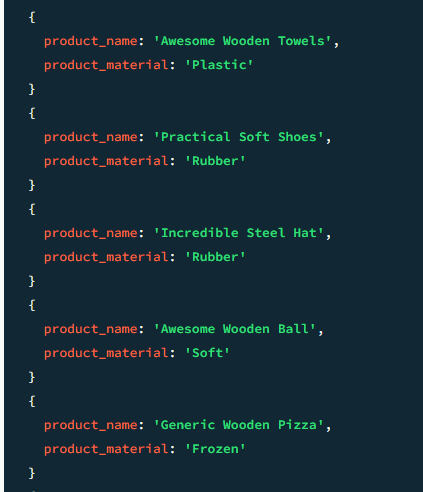 {
product_name: 'Awesome Wooden Towels',
product_material: 'Plastic'
}
{
product_name: 'Practical Soft Shoes',
product_material: 'Rubber'
}
{
product_name: 'Incredible Steel Hat',
product_material: 'Rubber'
}
{
product_name: 'Awesome Wooden Ball',
product_material: 'Soft'
}
{
product_name: 'Generic Wooden Pizza',
product_material: 'Frozen'
}